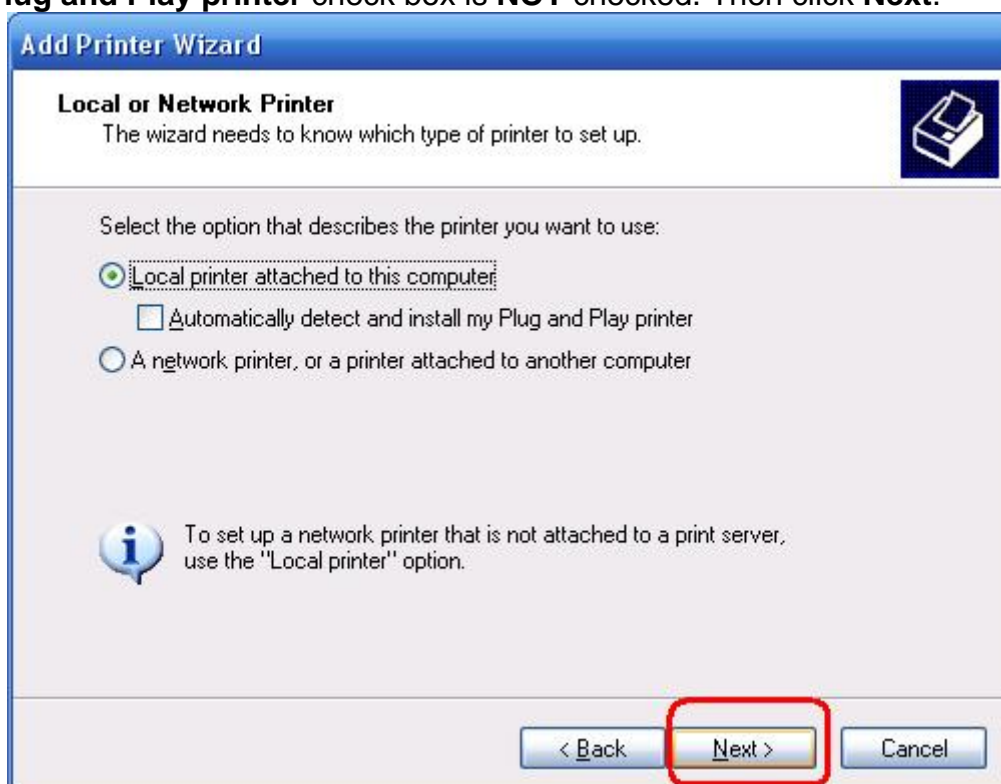 lug and Play printer check box is NOT checked. Then click Next.
Add Printer Wizard
Local or Network Printer
The wizard needs to know which type of printer to set up.
Select the option that describes the printer you want to use:
Local printer attached to this computer
Automatically detect and install my Plug and Play printer
A network printer, or a printer attached to another computer
To set up a network printer that is not attached to a print server,
use the "Local printer" option.
< Back Next > Cancel